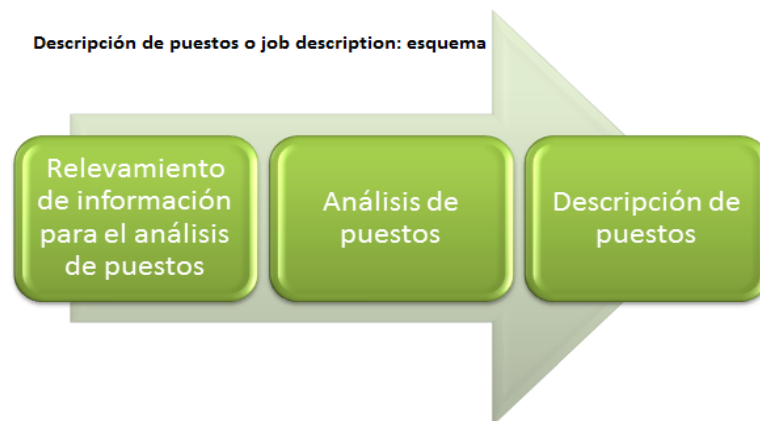 Descripción de puestos o job description: esquema
Relevamiento
de información
para el análisis
de puestos
Análisis de
puestos
Descripción de
puestos